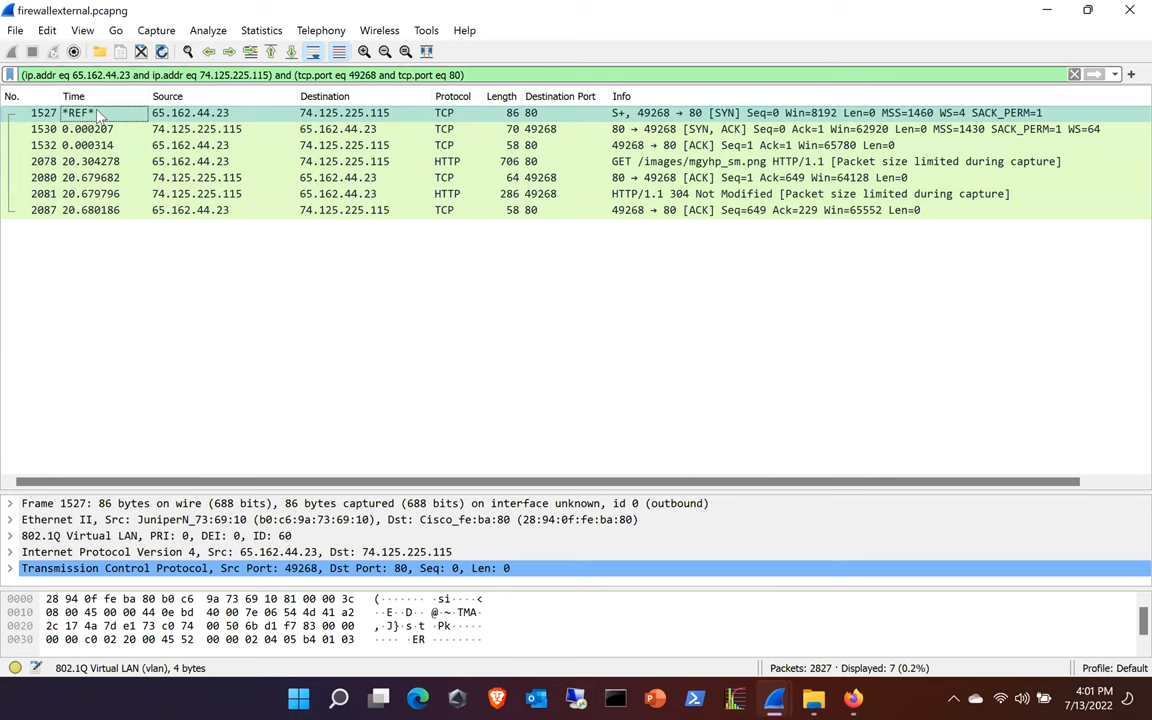 firewallexternal.pcapng
File Edit View Go Capture Analyze Statistics Telephony Wireless Tools Help
(ip.addr eq 65.162.44.23 and ip.addr eq 74.125.225.115) and (tcp.port eq 49268 and tcp.port eq 80)
No. Time Source Destination Protocol Length Destination Port Info
1527 *REF* 65.162.44.23 74.125.225.115 TCP 86 80 S+, 49268 → 80 [SYN] Seq=0 Win=8192 Len=0 MSS=1460 WS=4 SACK_PERM=1
1530 0.000207 74.125.225.115 65.162.44.23 TCP 70 49268 80 → 49268 [SYN, ACK] Seq=0 Ack=1 Win=62920 Len=0 MSS=1430 SACK_PERM=1 WS=64
1532 0.000314 65.162.44.23 74.125.225.115 TCP 58 80 49268 → 80 [ACK] Seq=1 Ack=1 Win=65780 Len=0
2078 20.304278 65.162.44.23 74.125.225.115 HTTP 706 80 GET /images/mgyhp_sm.png HTTP/1.1 [Packet size limited during capture]
2080 20.679682 74.125.225.115 65.162.44.23 TCP 64 49268 80 → 49268 [ACK] Seq=1 Ack=649 Win=64128 Len=0
2081 20.679796 74.125.225.115 65.162.44.23 HTTP 286 49268 HTTP/1.1 304 Not Modified [Packet size limited during capture]
2087 20.680186 65.162.44.23 74.125.225.115 TCP 58 80 49268 → 80 [ACK] Seq=649 Ack=229 Win=65552 Len=0
Frame 1527: 86 bytes on wire (688 bits), 86 bytes captured (688 bits) on interface unknown, id 0 (outbound)
Ethernet II, Src: JuniperN_73:69:10 (b0:c6:9a:73:69:10), Dst: Cisco_fe:ba:80 (28:94:0f:fe:ba:80)
802.1Q Virtual LAN, PRI: 0, DEI: 0, ID: 60
Internet Protocol Version 4, Src: 65.162.44.23, Dst: 74.125.225.115
Transmission Control Protocol, Src Port: 49268, Dst Port: 80, Seq: 0, Len: 0
0000 28 94 0f fe ba 80 b0 c6 9a 73 69 10 81 00 00 3c (······· ·si····<
0010 08 00 45 00 00 44 0e bd 40 00 7e 06 54 4d 41 a2 ··E··D·· @·~·TMA·
0020 2c 17 4a 7d e1 73 c0 74 00 50 6b d1 f7 83 00 00 ,·J}·s·t ·Pk·····
0030 00 00 c0 02 20 00 45 52 00 00 02 04 05 b4 01 03 ···· ·ER ········
802.1Q Virtual LAN (vlan), 4 bytes
Packets: 2827 · Displayed: 7 (0.2%)
Profile: Default
4:01 PM
7/13/2022